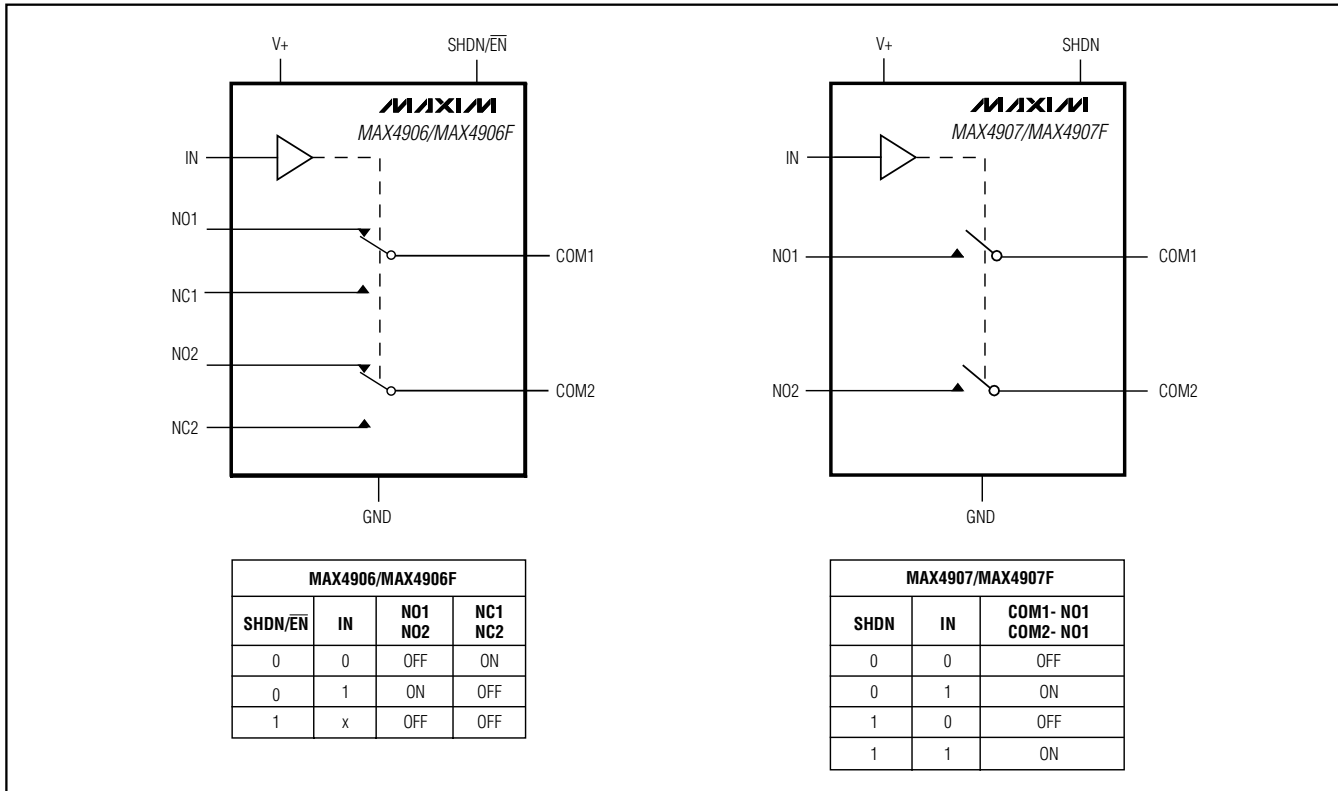 V+
SHDN/EN
MAXIM
MAX4906/MAX4906F
IN
NO1
NC1
NO2
NC2
COM1
COM2
GND
MAX4906/MAX4906F
SHDN/EN IN NO1 NO2 NC1 NC2
0 0 OFF ON
0 1 ON OFF
1 x OFF OFF
V+
SHDN
MAXIM
MAX4907/MAX4907F
IN
NO1
NO2
COM1
COM2
GND
MAX4907/MAX4907F
SHDN IN COM1- NO1 COM2- NO1
0 0 OFF
0 1 ON
1 0 OFF
1 1 ON